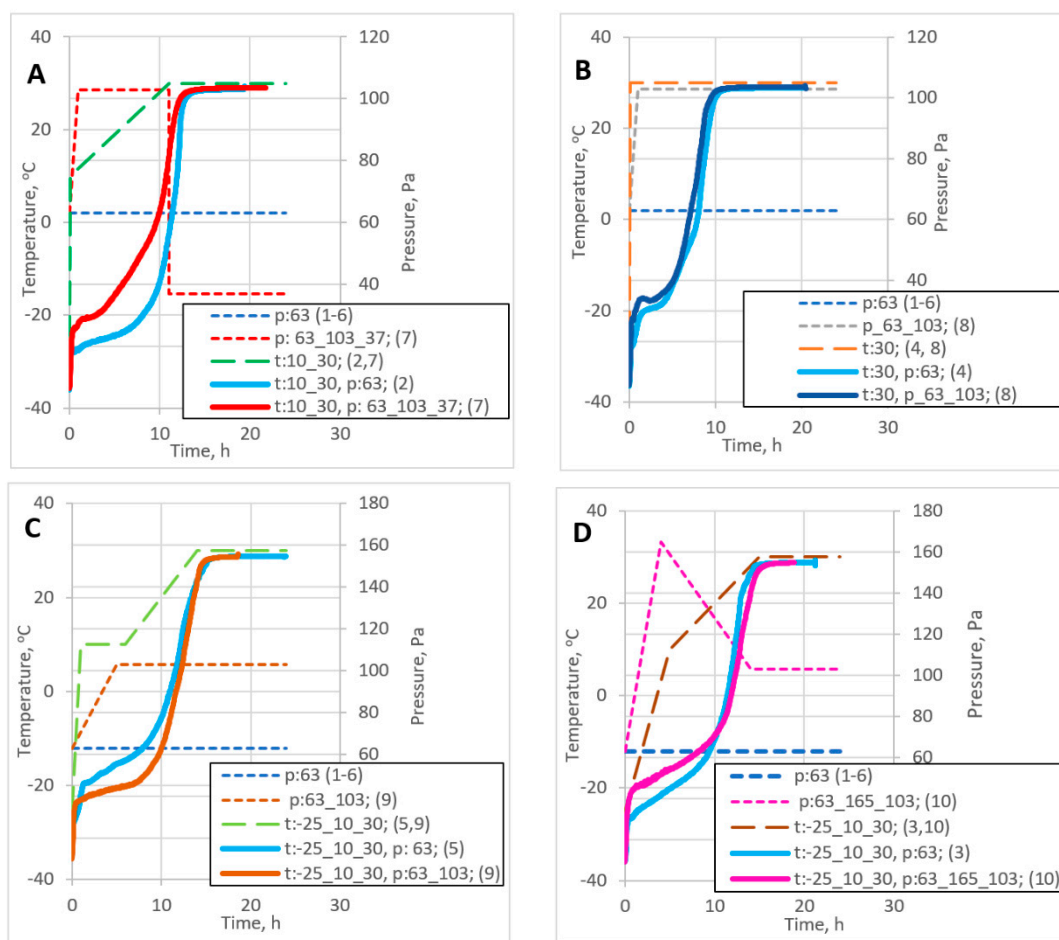 A
40
20
0
-20
-40
120
100
80
60
40
20
0
Temperature, °C
Pressure, Pa
p:63 (1-6)
p: 63_103_37; (7)
t:10_30; (2,7)
t:10_30, p:63; (2)
t:10_30, p: 63_103_37; (7)
0
10
20
30
Time, h
B
40
20
0
-20
-40
120
100
80
60
40
20
0
Temperature, °C
Pressure, Pa
p:63 (1-6)
p_63_103; (8)
t:30; (4, 8)
t:30, p:63; (4)
t:30, p_63_103; (8)
0
10
20
30
Time, h
C
40
20
0
-20
-40
180
160
140
120
100
80
60
40
Temperature, °C
Pressure, Pa
p:63 (1-6)
p:63_103; (9)
t:-25_10_30; (5,9)
t:-25_10_30, p: 63; (5)
t:-25_10_30, p:63_103; (9)
0
10
20
30
Time, h
D
40
20
0
-20
-40
180
160
140
120
100
80
60
40
Temperature, °C
Pressure, Pa
p:63 (1-6)
p:63_165_103; (10)
t:-25_10_30; (3,10)
t:-25_10_30, p:63; (3)
t:-25_10_30, p:63_165_103; (10)
0
10
20
30
Time, h